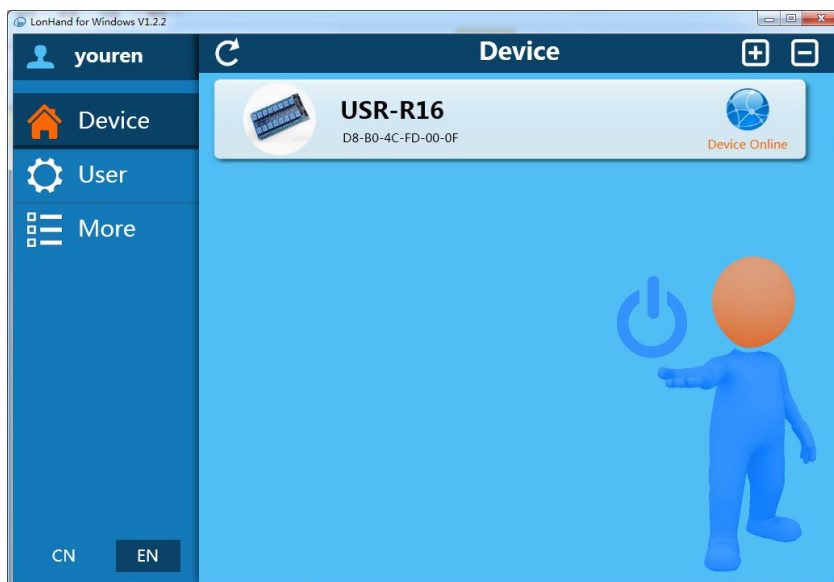 LonHand for Windows V1.2.2
youren
Device
Device
User
More
CN EN
USR-R16
D8-B0-4C-FD-00-0F
Device Online